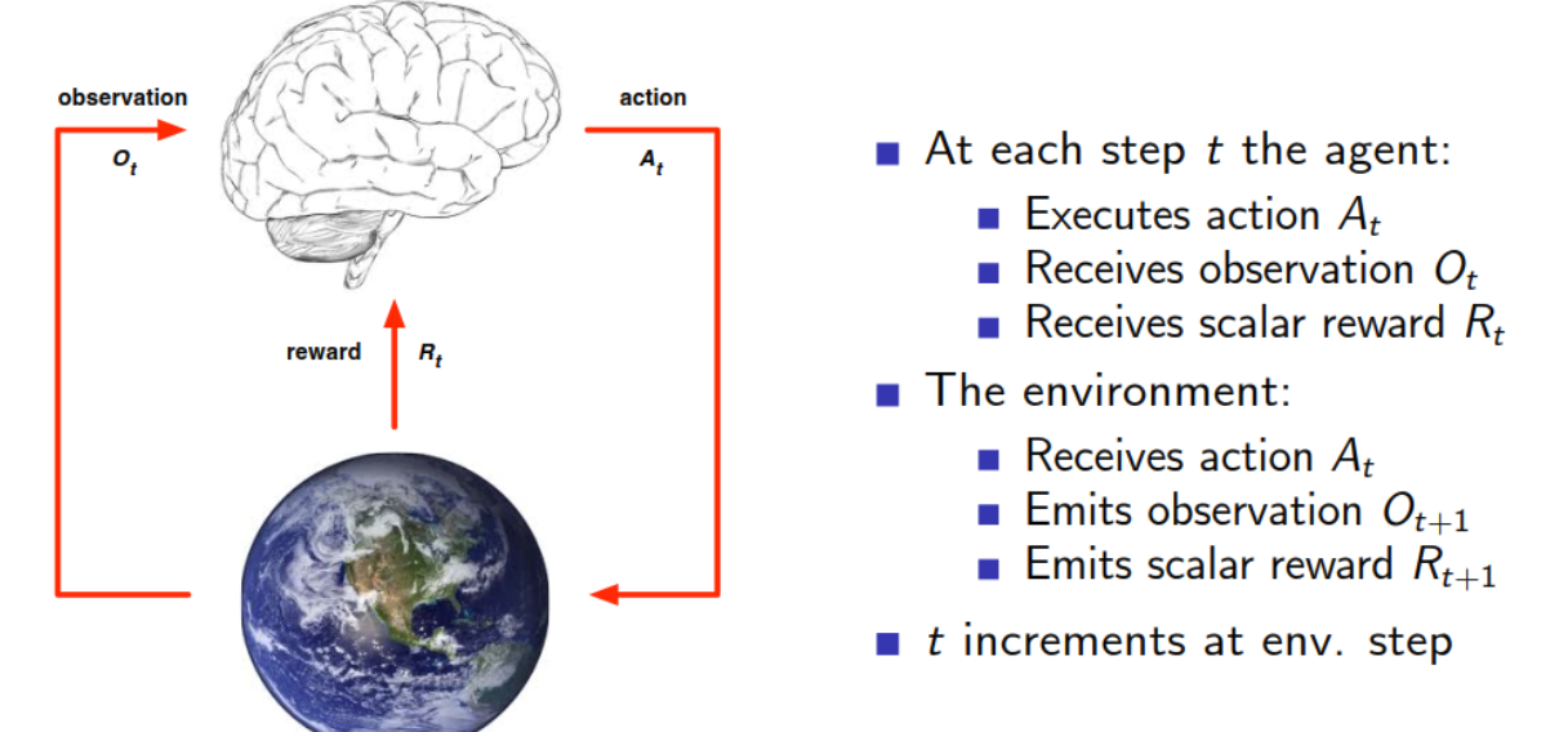 observation
O_t
action
A_t
reward
R_t
■ At each step t the agent:
■ Executes action A_t
■ Receives observation O_t
■ Receives scalar reward R_t
■ The environment:
■ Receives action A_t
■ Emits observation O_{t+1}
■ Emits scalar reward R_{t+1}
■ t increments at env. step